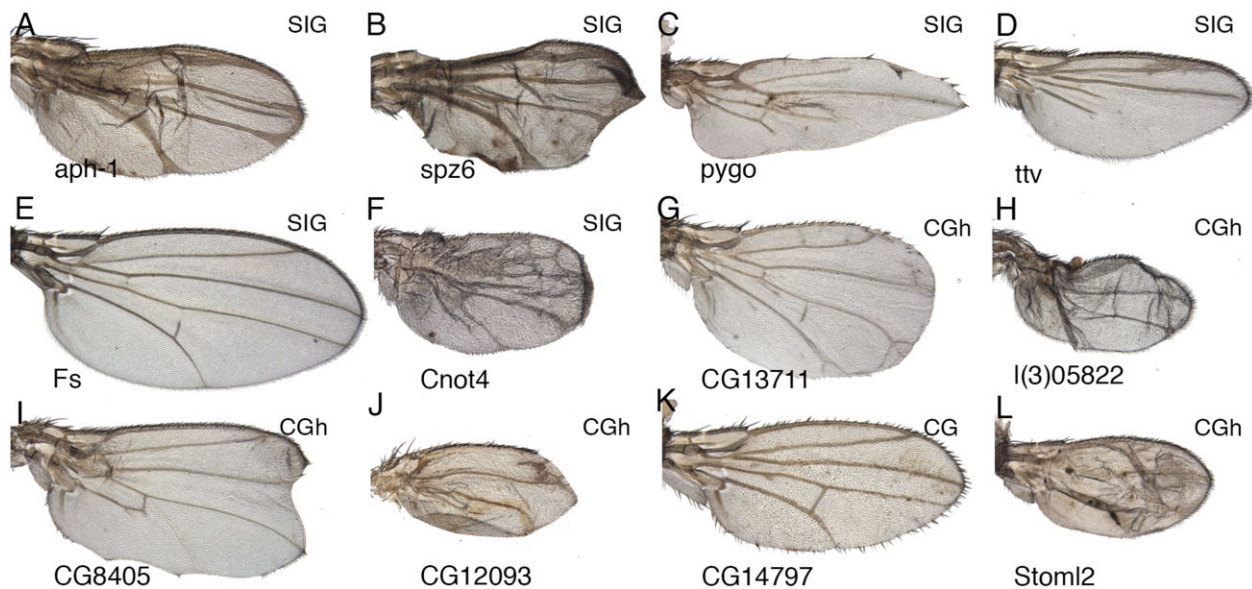 A SIG
aph-1
B SIG
spz6
C SIG
pygo
D SIG
ttv
E SIG
Fs
F SIG
Cnot4
G CGh
CG13711
H CGh
l(3)05822
I CGh
CG8405
J CGh
CG12093
K CG
CG14797
L CGh
Stoml2